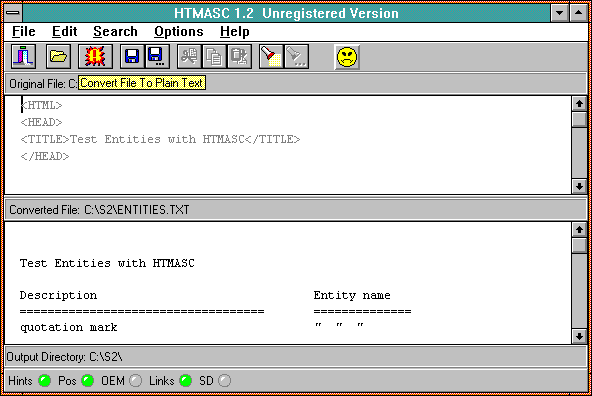 HTMASC 1.2 Unregistered Version
File Edit Search Options Help
Original File: C:
Convert File To Plain Text
<HTML>
<HEAD>
<TITLE>Test Entities with HTMASC</TITLE>
</HEAD>
Converted File: C:\S2\ENTITIES.TXT
Test Entities with HTMASC
Description Entity name
=================================== ==============
quotation mark " " "
Output Directory: C:\S2\
Hints Pos OEM Links SD